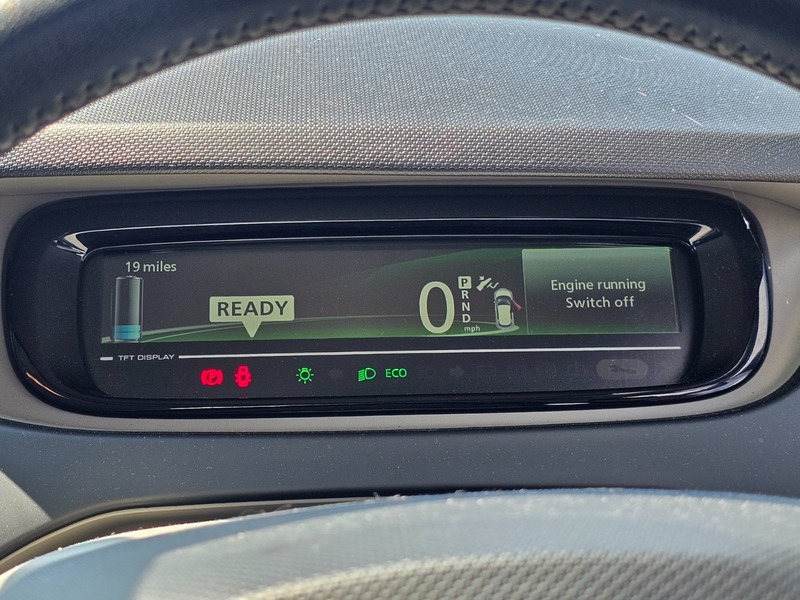 19 miles
READY
0
mph
P
R
N
D
Engine running
Switch off
TFT DISPLAY
P
ECO